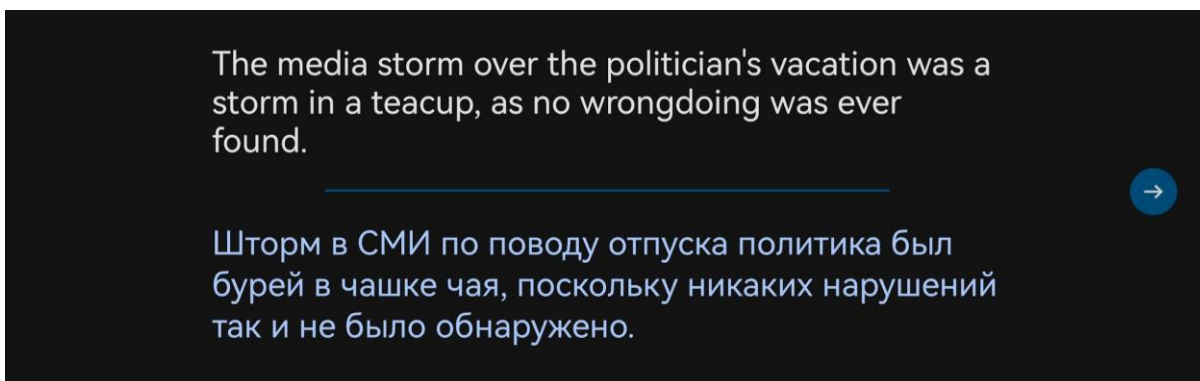 The media storm over the politician's vacation was a
storm in a teacup, as no wrongdoing was ever
found.
Шторм в СМИ по поводу отпуска политика был
бурей в чашке чая, поскольку никаких нарушений
так и не было обнаружено.